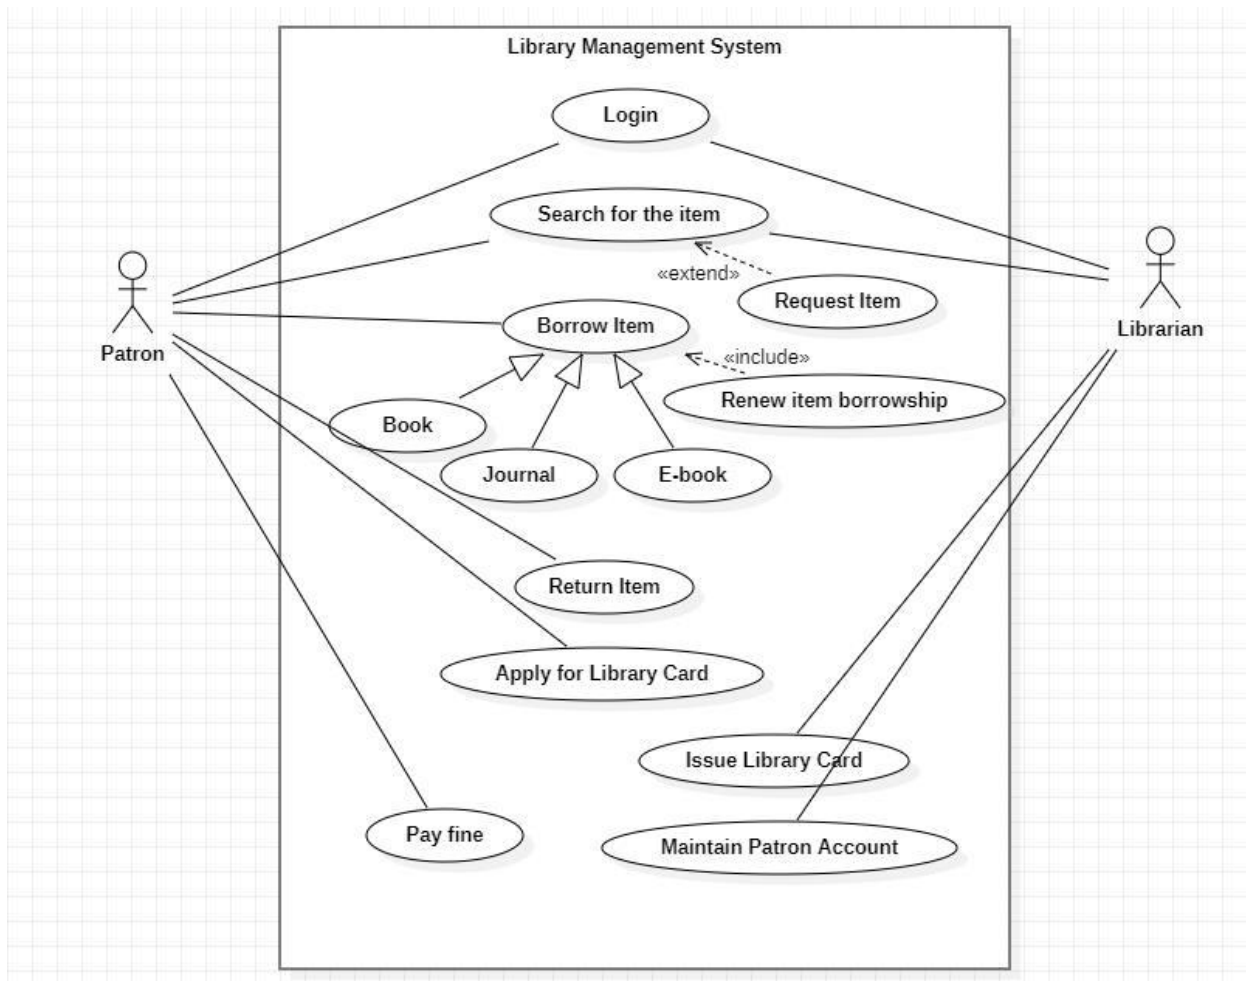 Library Management System
Login
Search for the item
«extend»
Request Item
Borrow Item
Patron
Librarian
«include»
Renew item borrowship
Book
Journal
E-book
Return Item
Apply for Library Card
Issue Library Card
Pay fine
Maintain Patron Account